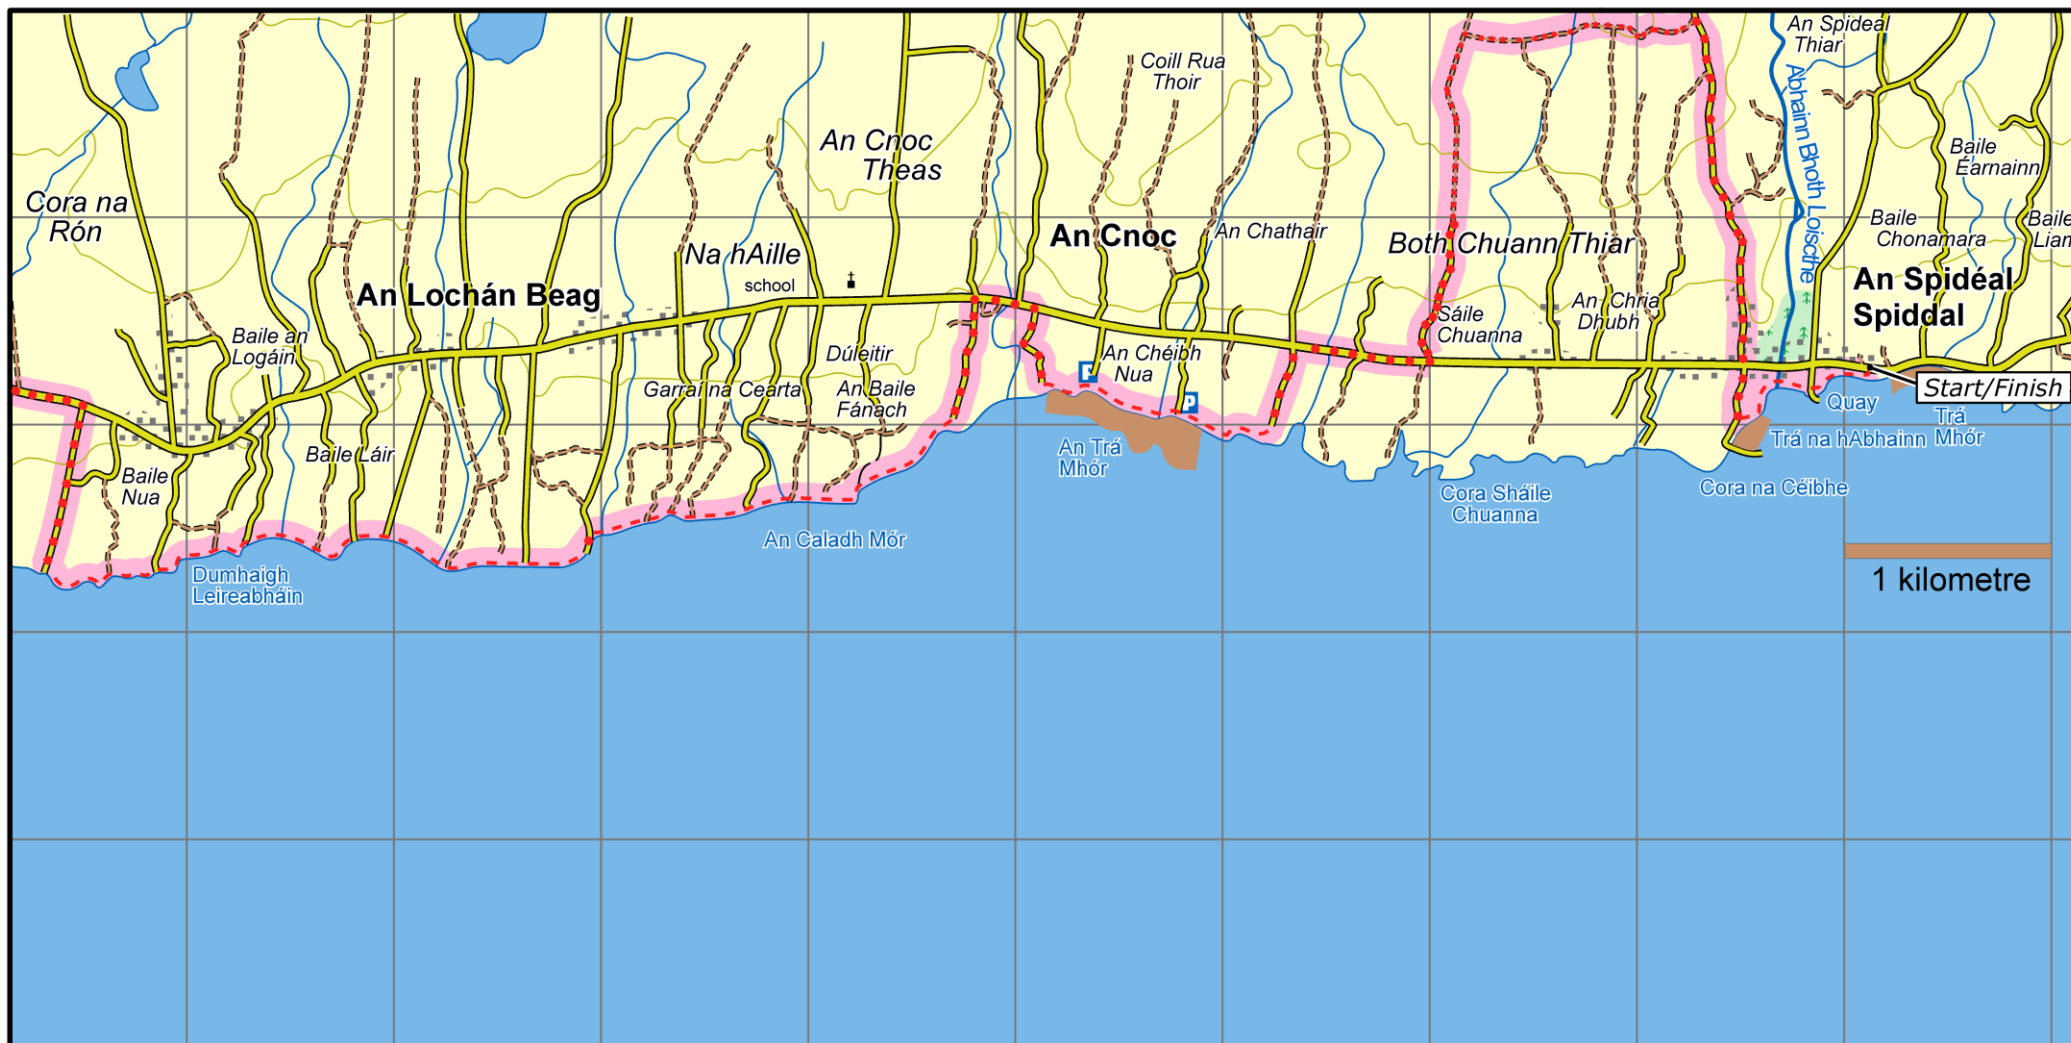 An Spideal
Thiar
Coill Rua
Thoir
Abhainn Bhoth Loiscthe
An Cnoc
Theas
Baile
Éarnainn
Cora na
Rón
Baile
Chonamara
Baile
Lian
An Cnoc
An Chathair
Both Chuann Thiar
Na hAille
school
An Spidéal
Spiddal
An Lochán Beag
An Chria
Dhubh
Sáile
Chuanna
Baile an
Logáin
Dúleitir
An Chéibh
Nua
P
Garraí na Cearta
An Baile
Fánach
P
Start/Finish
Quay
Trá
Mhór
Trá na hAbhainn
An Trá
Mhór
Baile Láir
Baile
Nua
Cora Sháile
Chuanna
Cora na Céibhe
An Caladh Mór
Dumhaigh
Leireabháin
1 kilometre